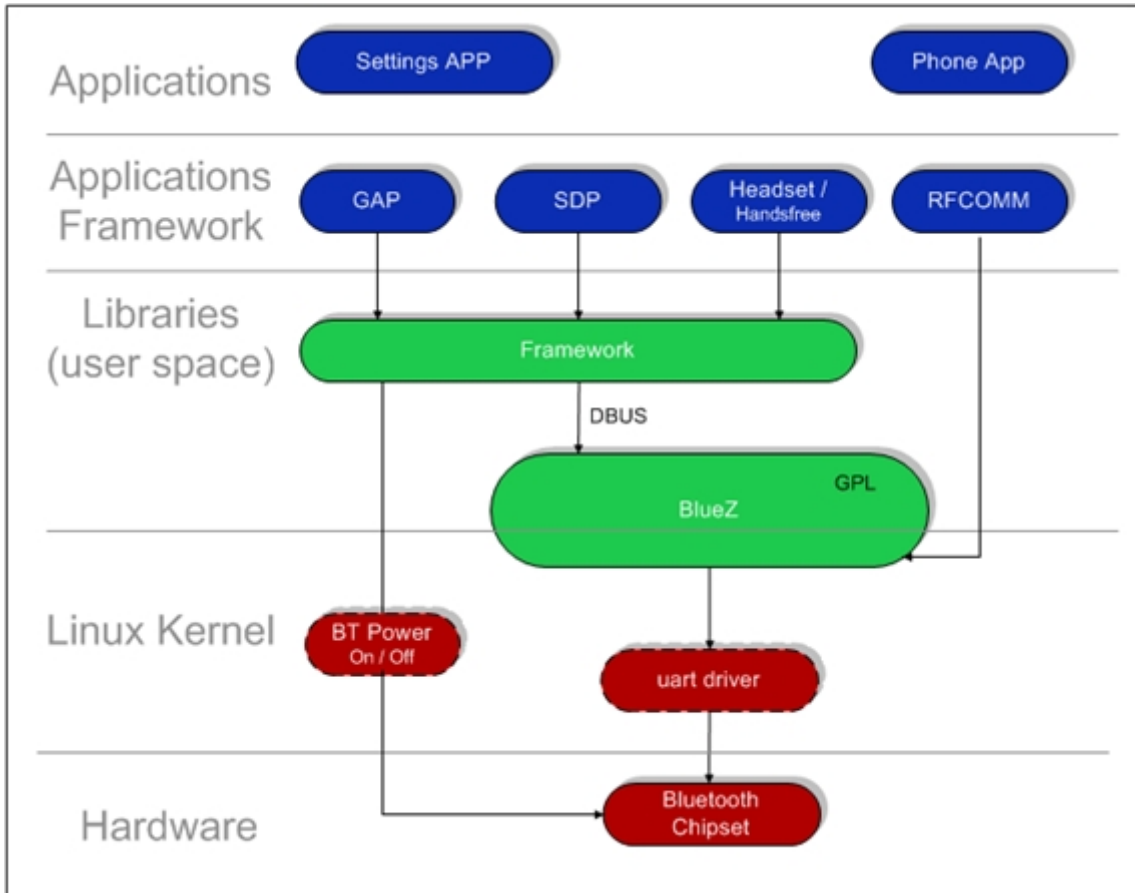 Applications
Settings APP
Phone App
Applications
Framework
GAP
SDP
Headset /
Handsfree
RFCOMM
Libraries
(user space)
Framework
DBUS
GPL
BlueZ
Linux Kernel
BT Power
On / Off
uart driver
Hardware
Bluetooth
Chipset